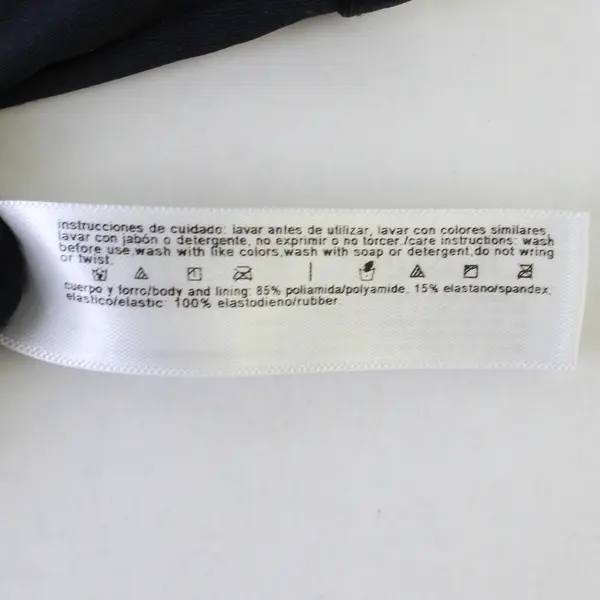 instrucciones de cuidado: lavar antes de utilizar, lavar con colores similares,
lavar con jabón o detergente, no exprimir o no torcer./care instructions: wash
before use,wash with like colors,wash with soap or detergent,do not wring
or twist.
cuerpo y forro/body and lining: 85% poliamida/polyamide, 15% elastano/spandex.
elastico/elastic: 100% elastodieno/rubber.